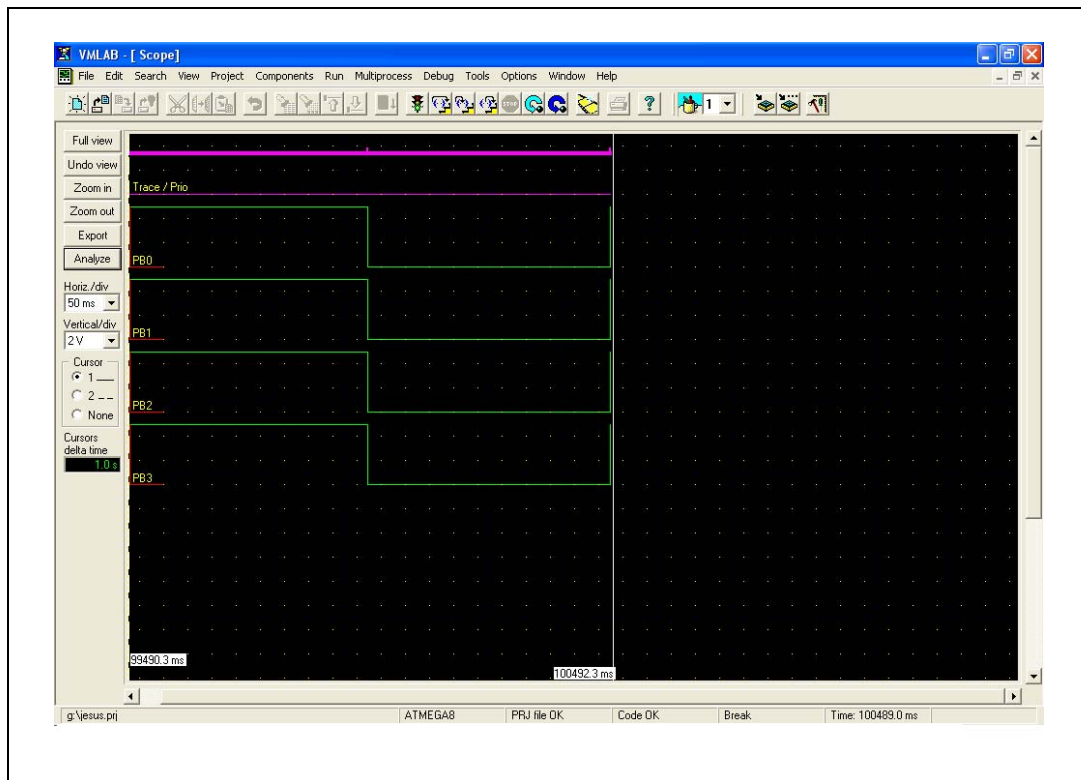 VMLAB - [ Scope]
File Edit Search View Project Components Run Multiprocess Debug Tools Options Window Help
STOP
1
Full view
Undo view
Zoom in
Zoom out
Export
Analyze
Horiz./div
50 ms
Vertical/div
2 V
Cursor
1 __
2 _ _
None
Cursors
delta time
1.0 s
Trace / Prio
PB0
PB1
PB2
PB3
99490.3 ms
100492.3 ms
g:\jesus.prj ATMEGA8 PRJ file OK Code OK Break Time: 100489.0 ms